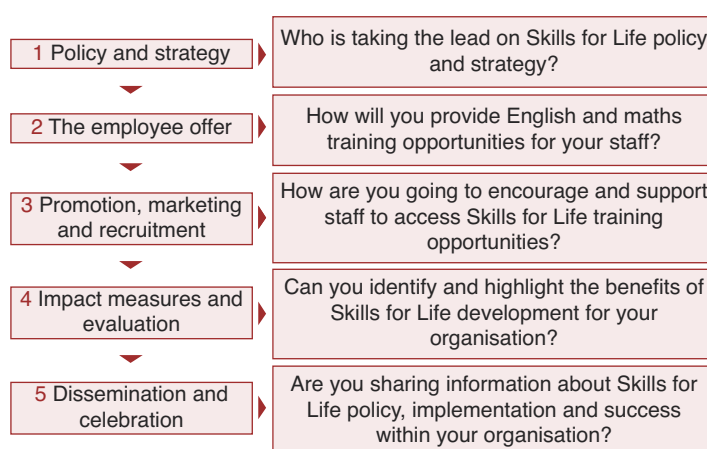 1 Policy and strategy
Who is taking the lead on Skills for Life policy
and strategy?
2 The employee offer
How will you provide English and maths
training opportunities for your staff?
3 Promotion, marketing
and recruitment
How are you going to encourage and support
staff to access Skills for Life training
opportunities?
4 Impact measures and
evaluation
Can you identify and highlight the benefits of
Skills for Life development for your
organisation?
5 Dissemination and
celebration
Are you sharing information about Skills for
Life policy, implementation and success
within your organisation?